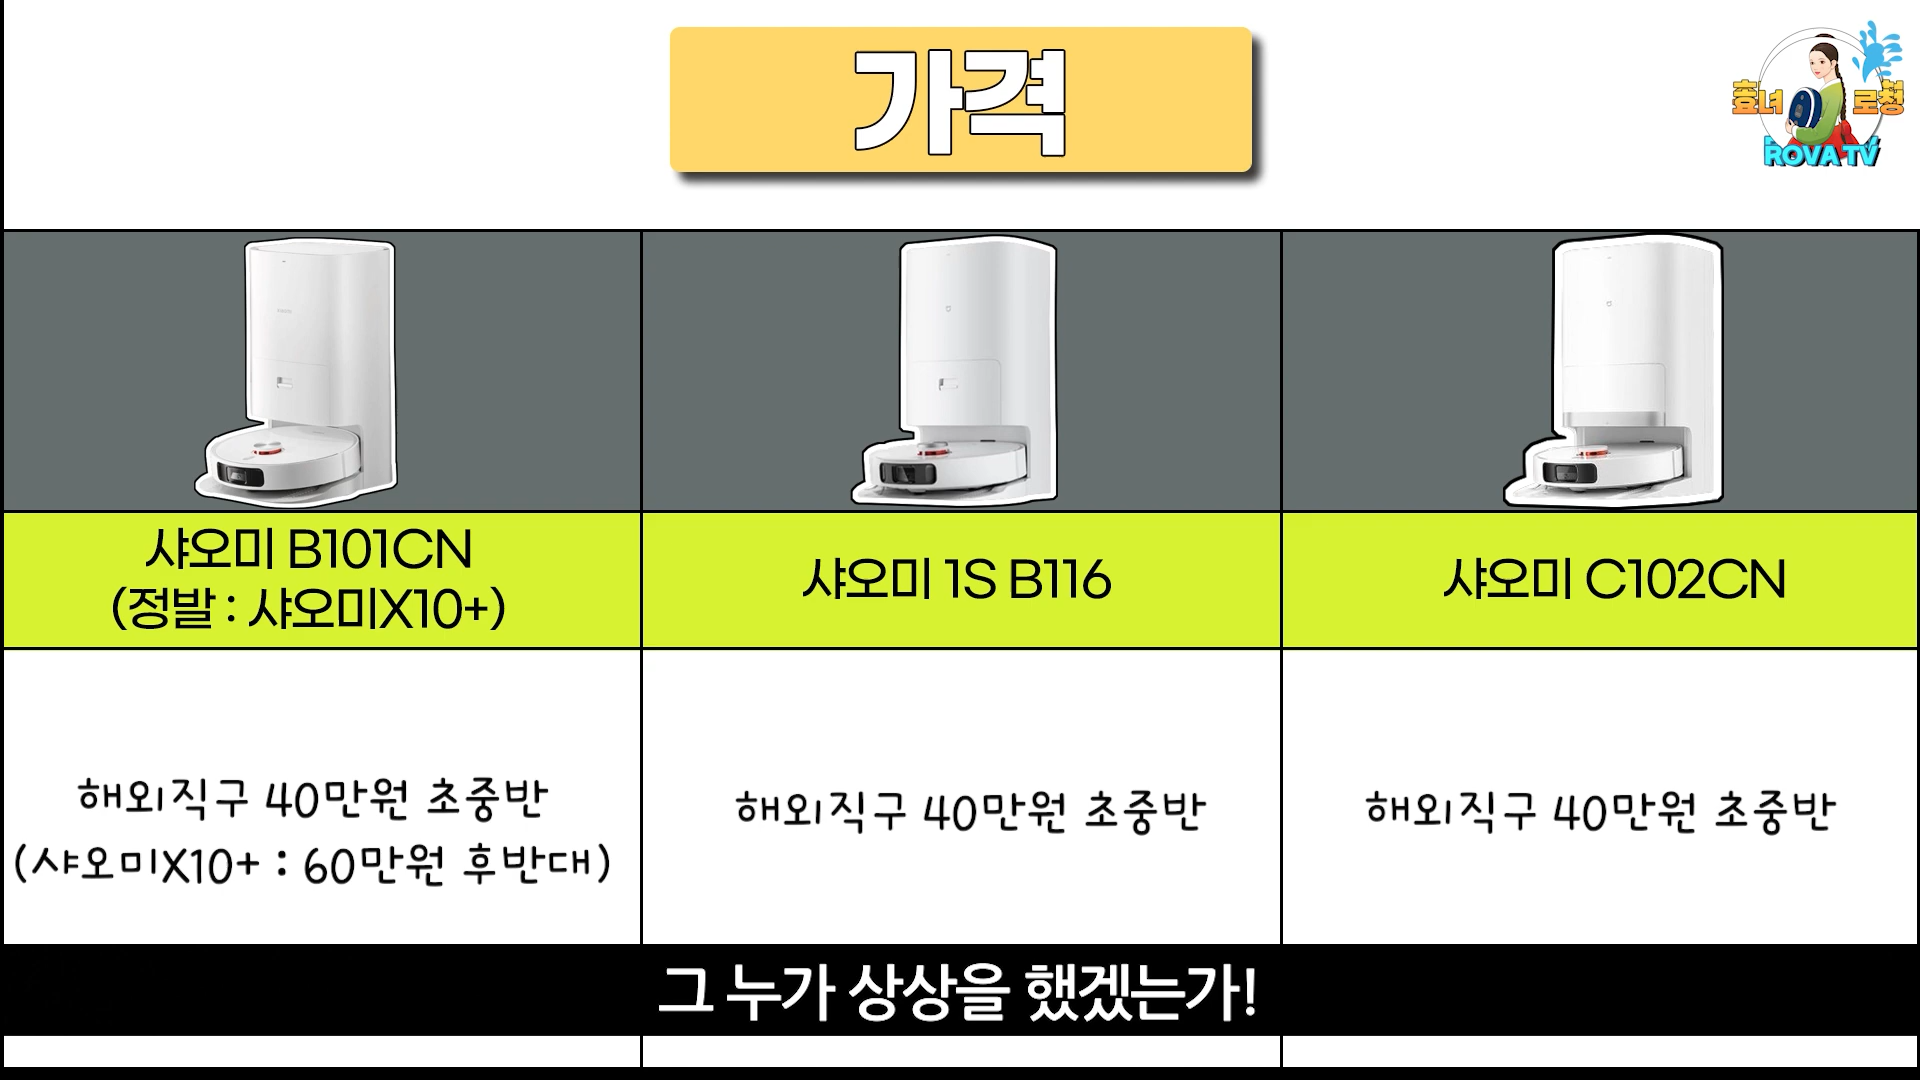 가격
효녀 로청
ROVA TV
샤오미 B101CN
(정발 : 샤오미X10+)
샤오미 1S B116
샤오미 C102CN
해외직구 40만원 초중반
(샤오미X10+ : 60만원 후반대)
해외직구 40만원 초중반
해외직구 40만원 초중반
그 누가 상상을 했겠는가!